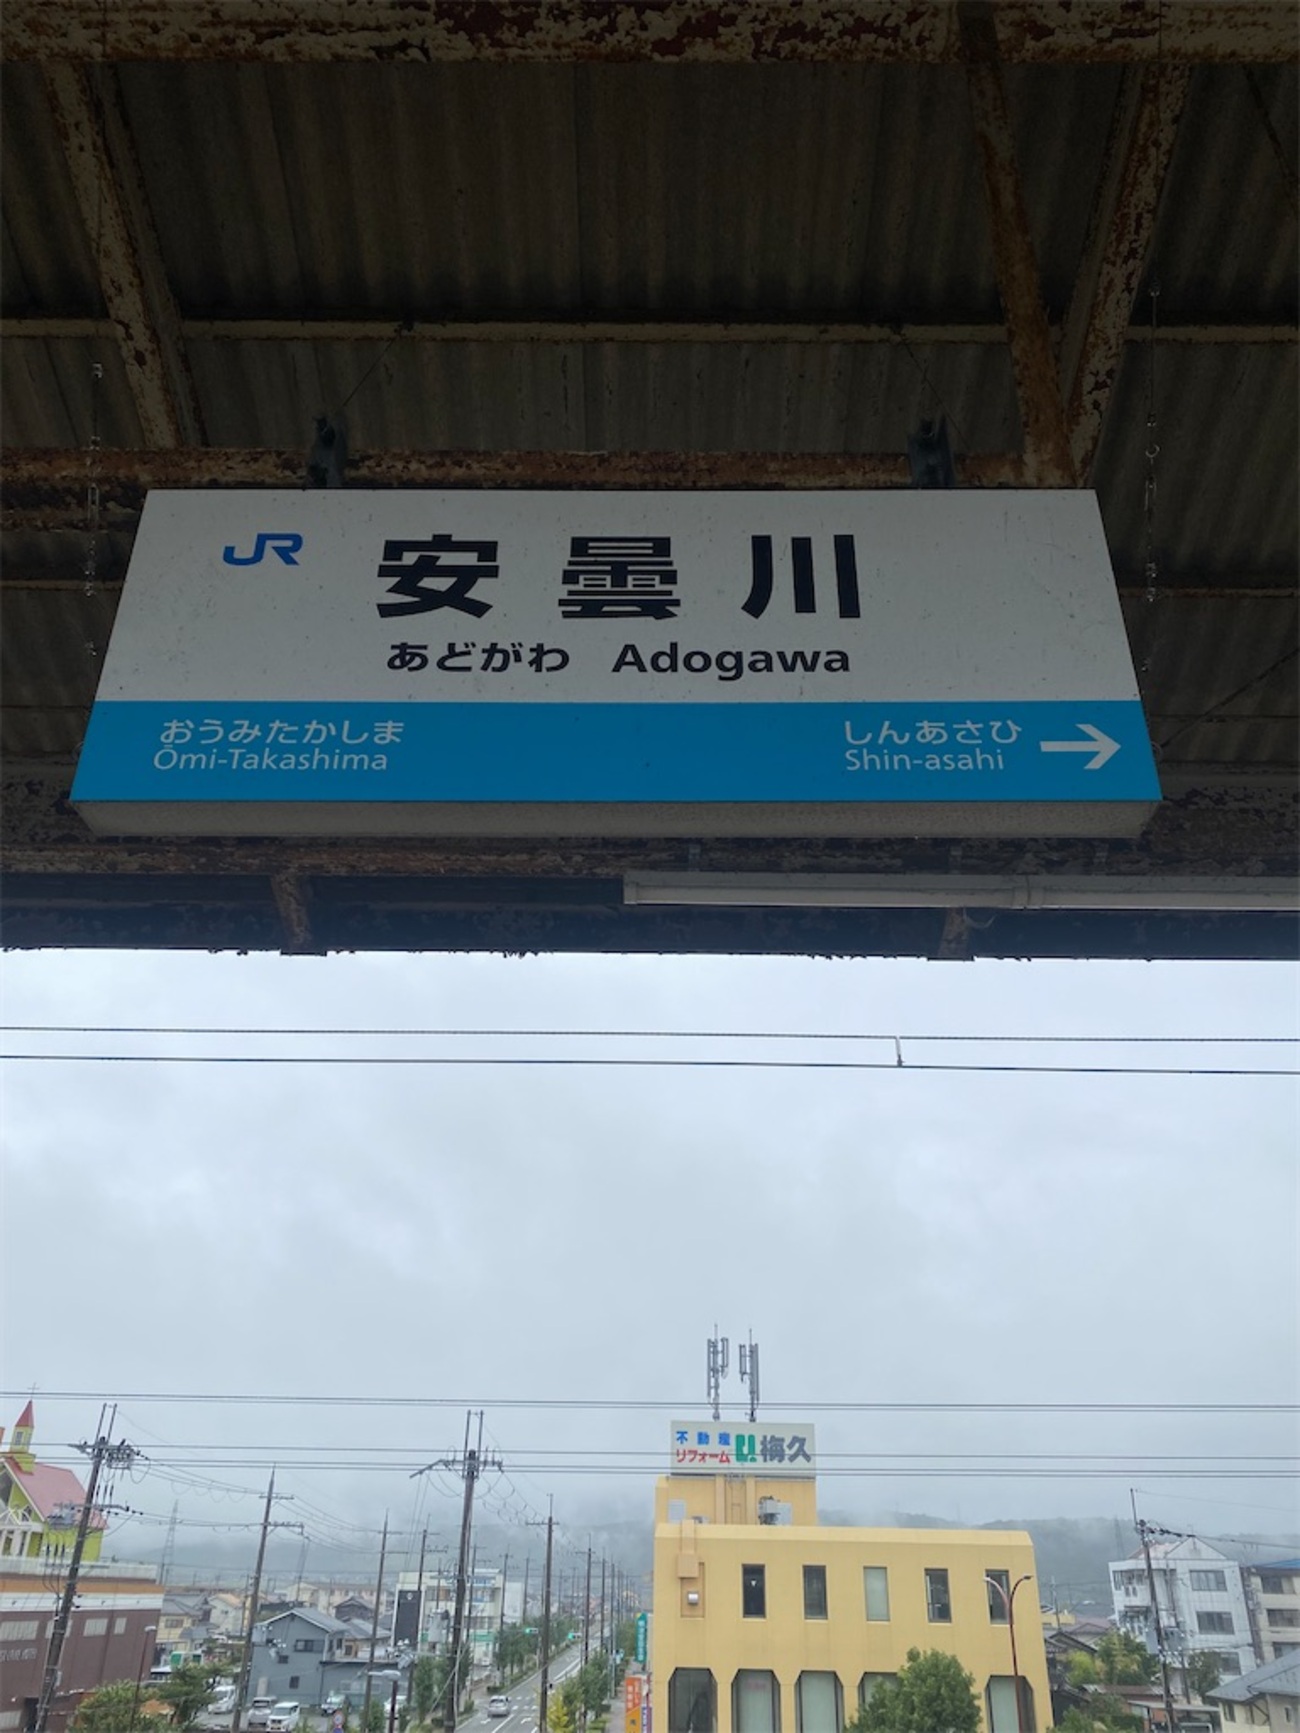 JR 安曇川
あどがわ Adogawa
おうみたかしま しんあさひ
Ōmi-Takashima Shin-asahi
不動産
リフォーム 梅久